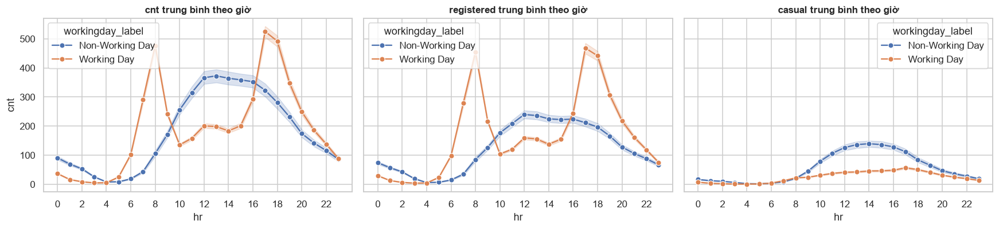 cnt trung bình theo giờ
workingday_label
Non-Working Day
Working Day
500
400
300
200
100
0
cnt
0 2 4 6 8 10 12 14 16 18 20 22
hr
registered trung bình theo giờ
workingday_label
Non-Working Day
Working Day
0 2 4 6 8 10 12 14 16 18 20 22
hr
casual trung bình theo giờ
workingday_label
Non-Working Day
Working Day
0 2 4 6 8 10 12 14 16 18 20 22
hr